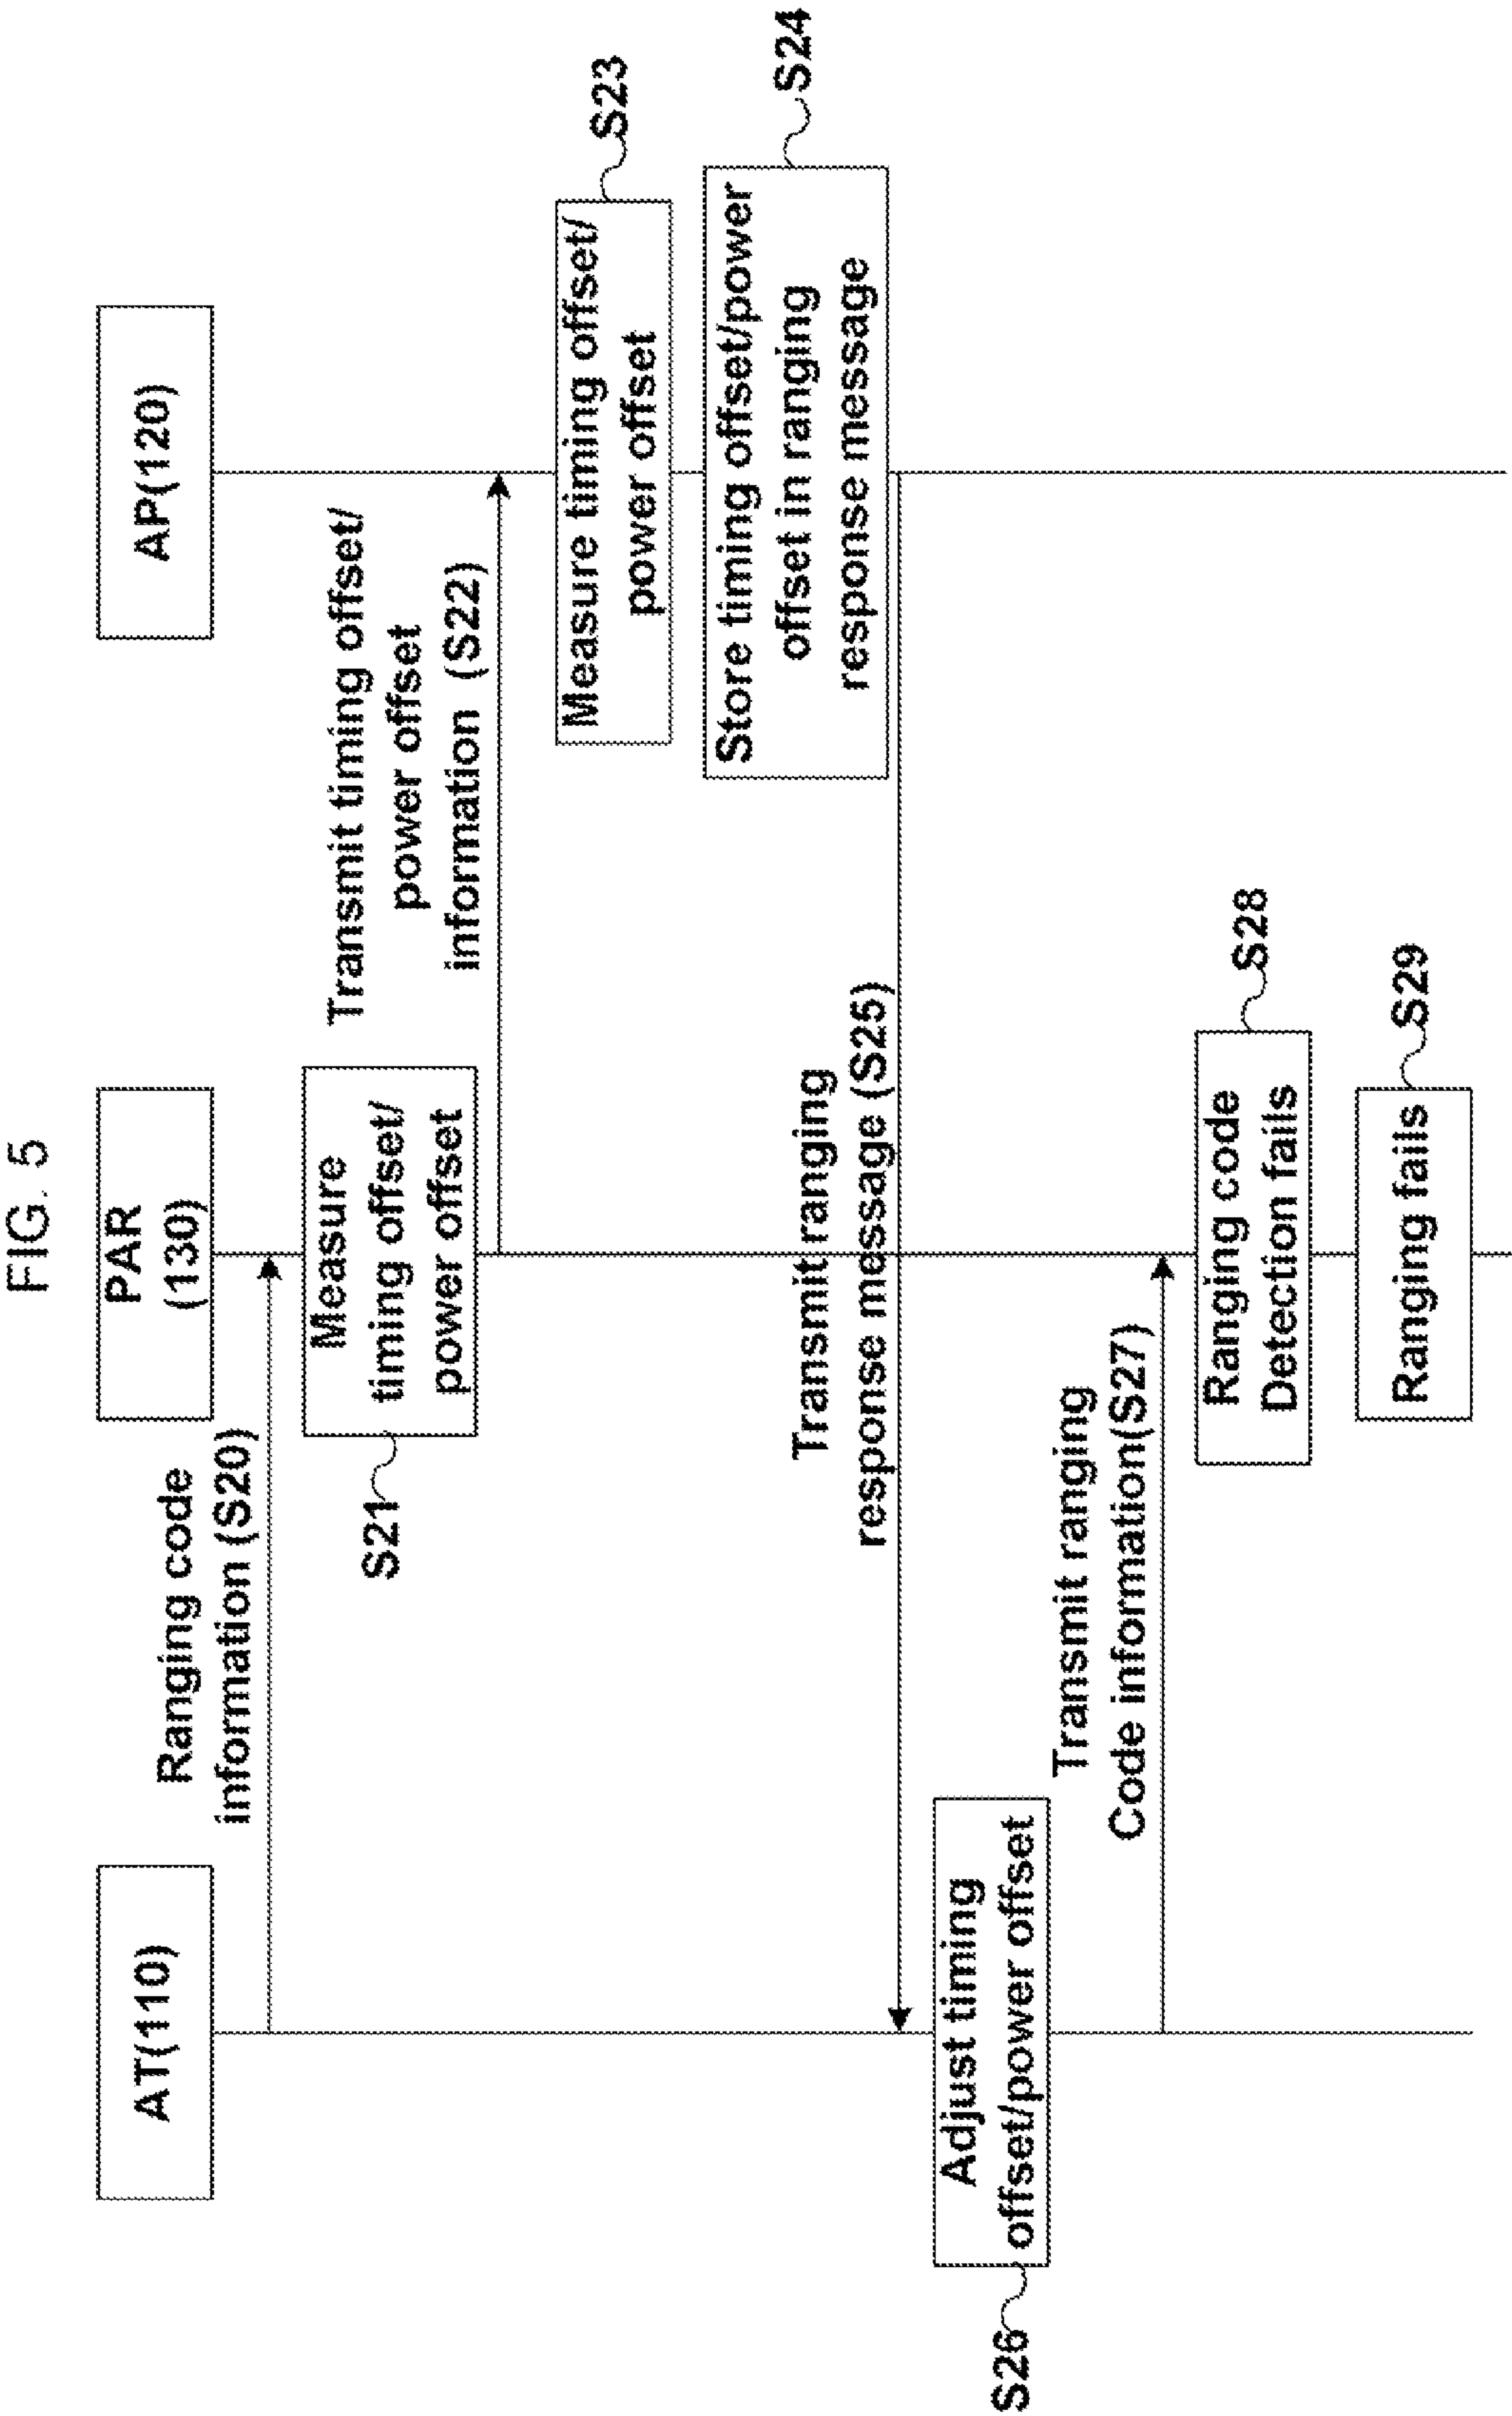 FIG. 5
AT(110)
PAR
(130)
AP(120)
Ranging code
information (S20)
Measure
timing offset/
power offset
S21
Transmit timing offset/
power offset
information (S22)
Measure timing offset/
power offset
S23
Store timing offset/power
offset in ranging
response message
S24
Transmit ranging
response message (S25)
Adjust timing
offset/power offset
S26
Transmit ranging
Code information(S27)
Ranging code
Detection fails
S28
Ranging fails
S29